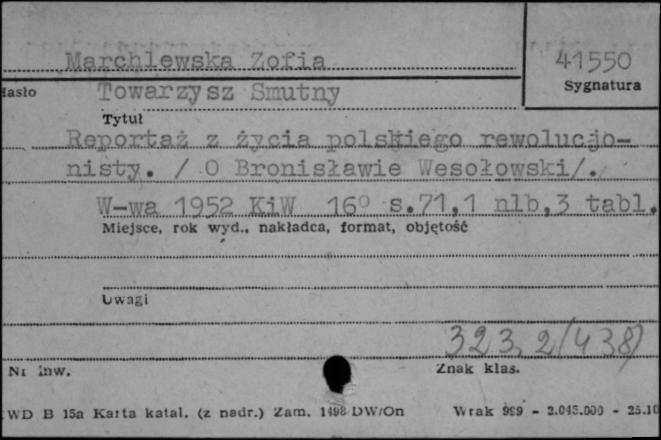 Marchlewska Zofia
41550
Hasło
Sygnatura
Towarzysz Smutny
Tytuł
Reportaż z życia polskiego rewolucjo-
nisty. / O Bronisławie Wesołowski/.
W-wa 1952 KiW 16° s.71,1 nlb,3 tabl.
Miejsce, rok wyd., nakładca, format, objętość
Uwagi
323.2(438)
Nr inw.
Znak klas.
WD B 15a Karta katal. (z nadr.) Zam. 1498 DW/On Wrak 999 - 2.045.000 - 25.10